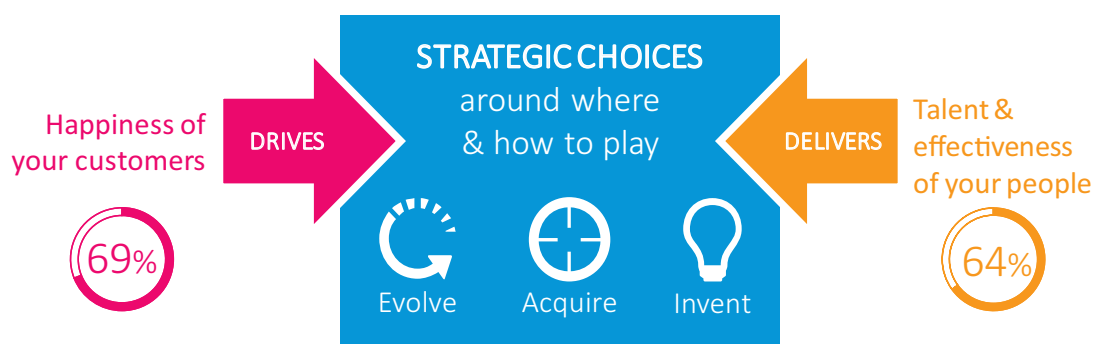 STRATEGIC CHOICES
around where
& how to play
Happiness of
your customers
DRIVES
69%
DELIVERS
Talent &
effectiveness
of your people
64%
Evolve
Acquire
Invent